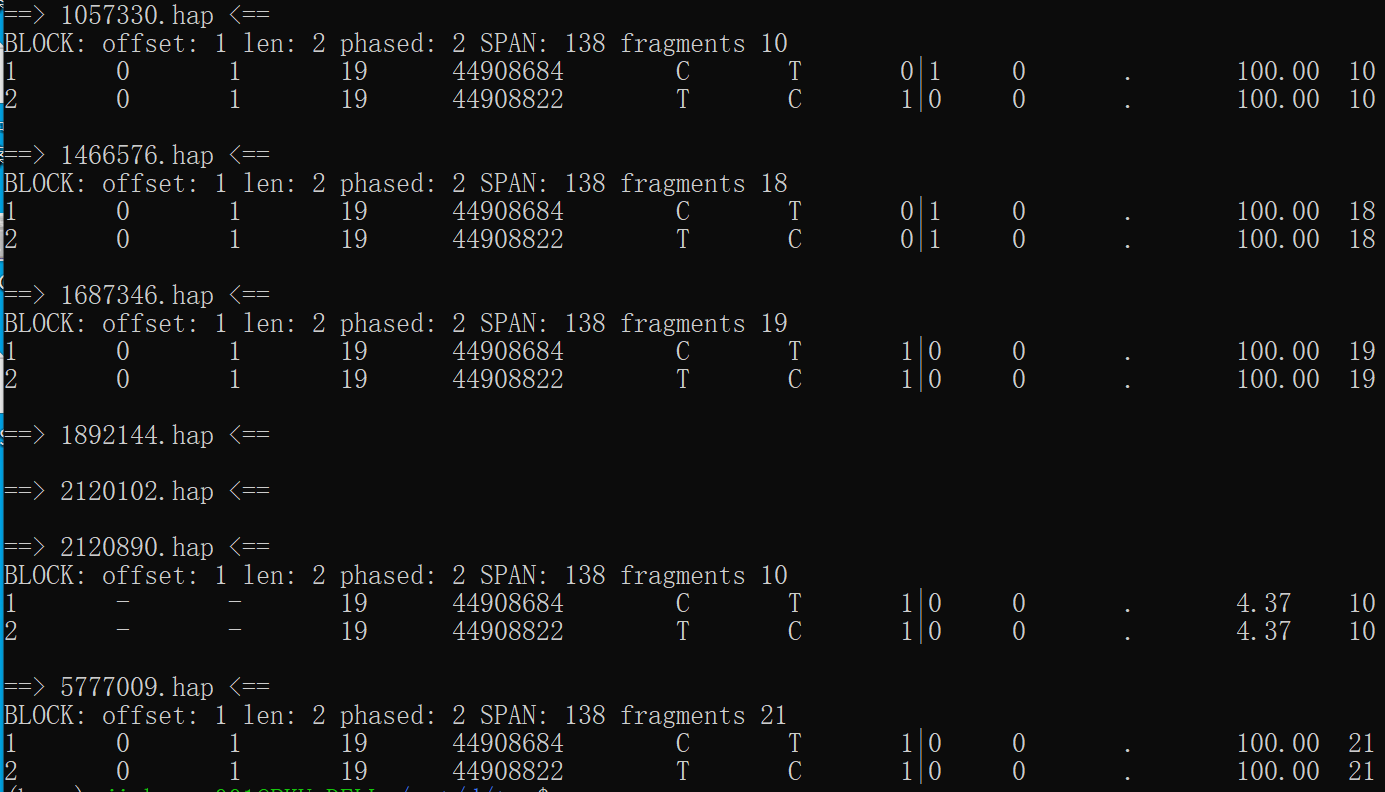 ==> 1057330.hap <==
BLOCK: offset: 1 len: 2 phased: 2 SPAN: 138 fragments 10
1 0 1 19 44908684 C T 0|1 0 . 100.00 10
2 0 1 19 44908822 T C 1|0 0 . 100.00 10
==> 1466576.hap <==
BLOCK: offset: 1 len: 2 phased: 2 SPAN: 138 fragments 18
1 0 1 19 44908684 C T 0|1 0 . 100.00 18
2 0 1 19 44908822 T C 0|1 0 . 100.00 18
==> 1687346.hap <==
BLOCK: offset: 1 len: 2 phased: 2 SPAN: 138 fragments 19
1 0 1 19 44908684 C T 1|0 0 . 100.00 19
2 0 1 19 44908822 T C 1|0 0 . 100.00 19
==> 1892144.hap <==
==> 2120102.hap <==
==> 2120890.hap <==
BLOCK: offset: 1 len: 2 phased: 2 SPAN: 138 fragments 10
1 - - 19 44908684 C T 1|0 0 . 4.37 10
2 - - 19 44908822 T C 1|0 0 . 4.37 10
==> 5777009.hap <==
BLOCK: offset: 1 len: 2 phased: 2 SPAN: 138 fragments 21
1 0 1 19 44908684 C T 1|0 0 . 100.00 21
2 0 1 19 44908822 T C 1|0 0 . 100.00 21